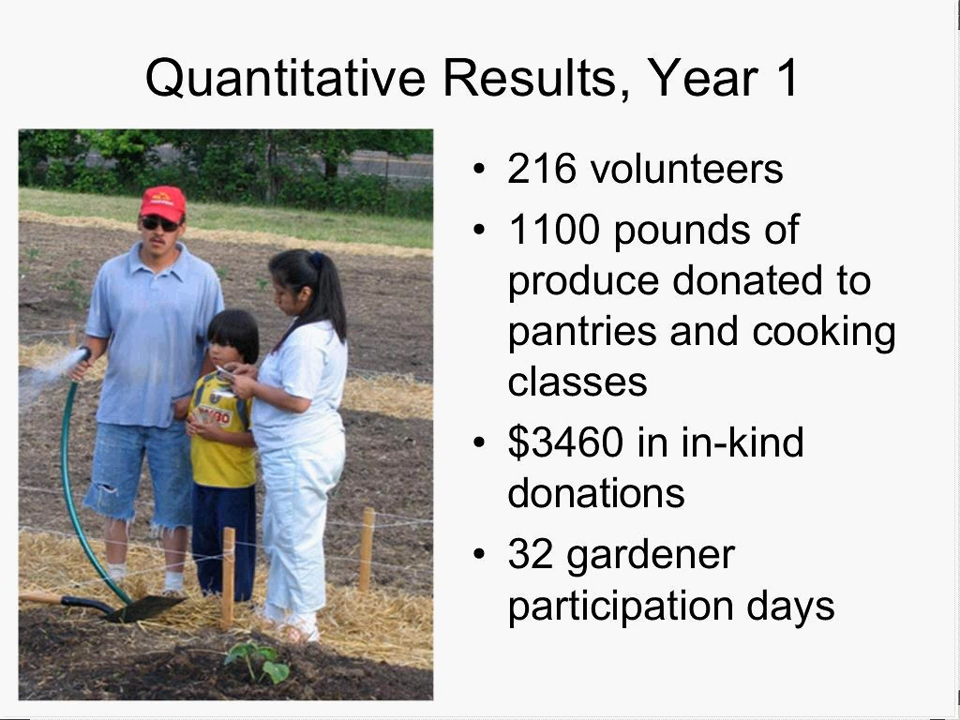 Quantitative Results, Year 1
• 216 volunteers
• 1100 pounds of
produce donated to
pantries and cooking
classes
• $3460 in in-kind
donations
• 32 gardener
participation days